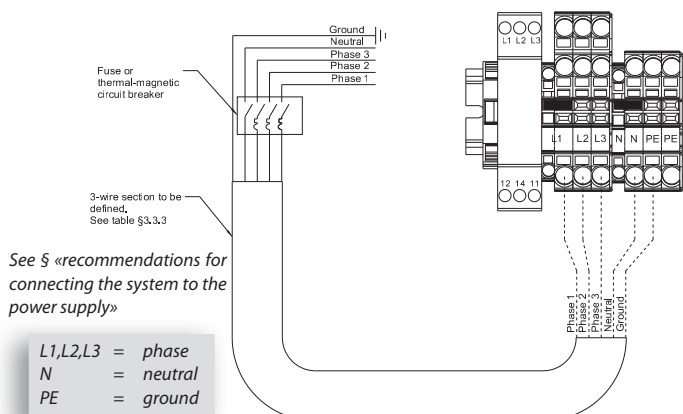 Ground
Neutral
Phase 3
Phase 2
Phase 1
Fuse or
thermal-magnetic
circuit breaker
3-wire section to be
defined.
See table §3.3.3
See § «recommendations for
connecting the system to the
power supply»
L1,L2,L3 = phase
N = neutral
PE = ground
L1 L2 L3
L1 L2 L3 N N PE PE
12 14 11
Phase 1
Phase 2
Phase 3
Neutral
Ground